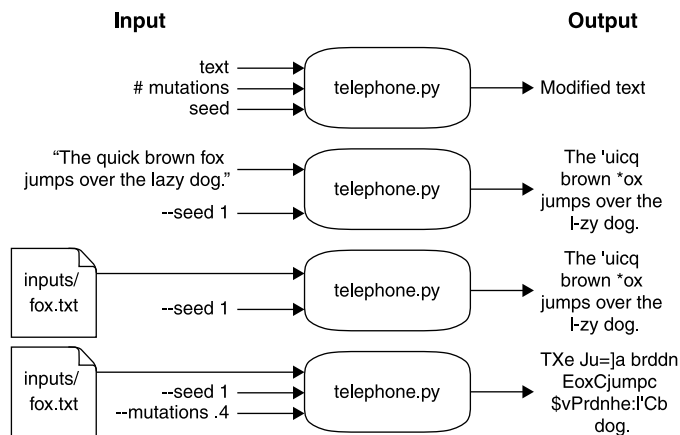 Input
Output
text
# mutations
seed
telephone.py
Modified text
“The quick brown fox
jumps over the lazy dog.”
--seed 1
telephone.py
The 'uicq
brown *ox
jumps over the
l-zy dog.
inputs/
fox.txt
--seed 1
telephone.py
The 'uicq
brown *ox
jumps over the
l-zy dog.
inputs/
fox.txt
--seed 1
--mutations .4
telephone.py
TXe Ju=]a brddn
EoxCjumpc
$vPrdnhe:l'Cb
dog.